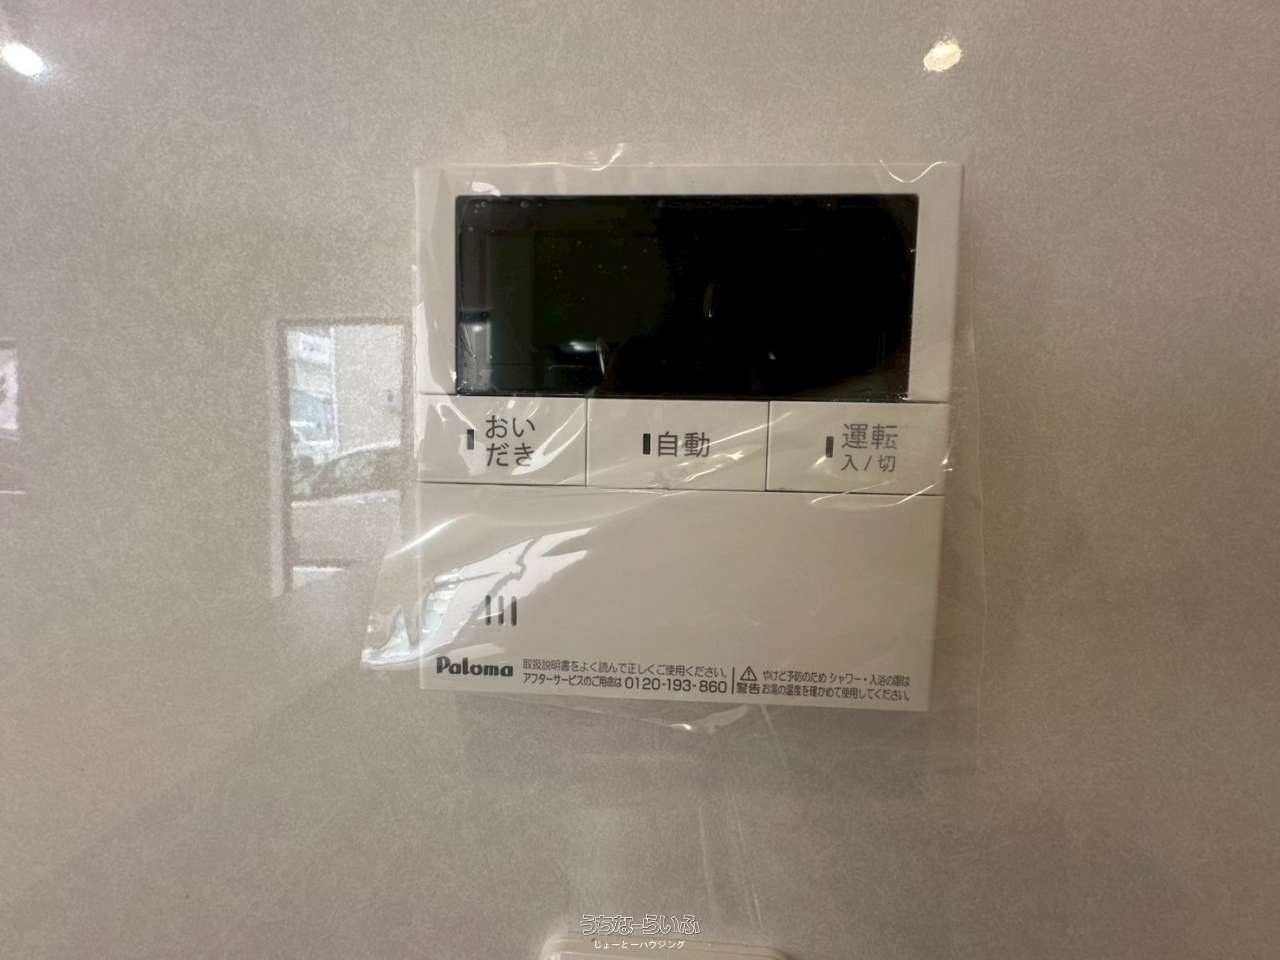 おい
だき
自動
運転
入/切
Paloma
取扱説明書をよく読んで正しくご使用ください。
アフターサービスのご用命は 0120-193-860
警告
やけど予防のため シャワー・入浴の際は
お湯の温度を確かめて使用してください。
うちなーらいふ
じょーとーハウジング